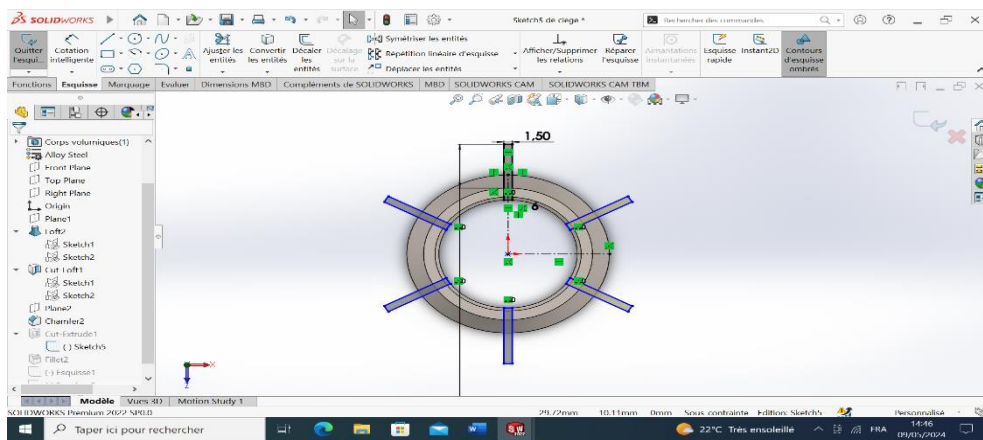 SOLIDWORKS
Sketch5 de ciege *
Rechercher des commandes
Quitter l'esqui...
Cotation intelligente
Ajuster les entités
Convertir les entités
Décaler les entités
Décalage sur la surface
Symétriser les entités
Répétition linéaire d'esquisse
Déplacer les entités
Afficher/Supprimer les relations
Réparer l'esquisse
Aimantations instantanées
Esquisse rapide
Instant2D
Contours d'esquisse ombrés
Fonctions Esquisse Marquage Evaluer Dimensions MBD Compléments de SOLIDWORKS MBD SOLIDWORKS CAM SOLIDWORKS CAM TBM
Corps volumiques(1)
Alloy Steel
Front Plane
Top Plane
Right Plane
Origin
Plane1
Loft2
Sketch1
Sketch2
Cut-Loft1
Sketch1
Sketch2
Plane2
Chamfer2
Cut-Extrude1
( ) Sketch5
Fillet2
(-) Esquisse1
1.50
6
X
Z
Modèle Vues 3D Motion Study 1
SOLIDWORKS Premium 2022 SP0.0
29.72mm 10.11mm 0mm Sous contrainte Edition: Sketch5
Personnalisé
Taper ici pour rechercher
22°C Très ensoleillé
FRA
14:46
09/05/2024